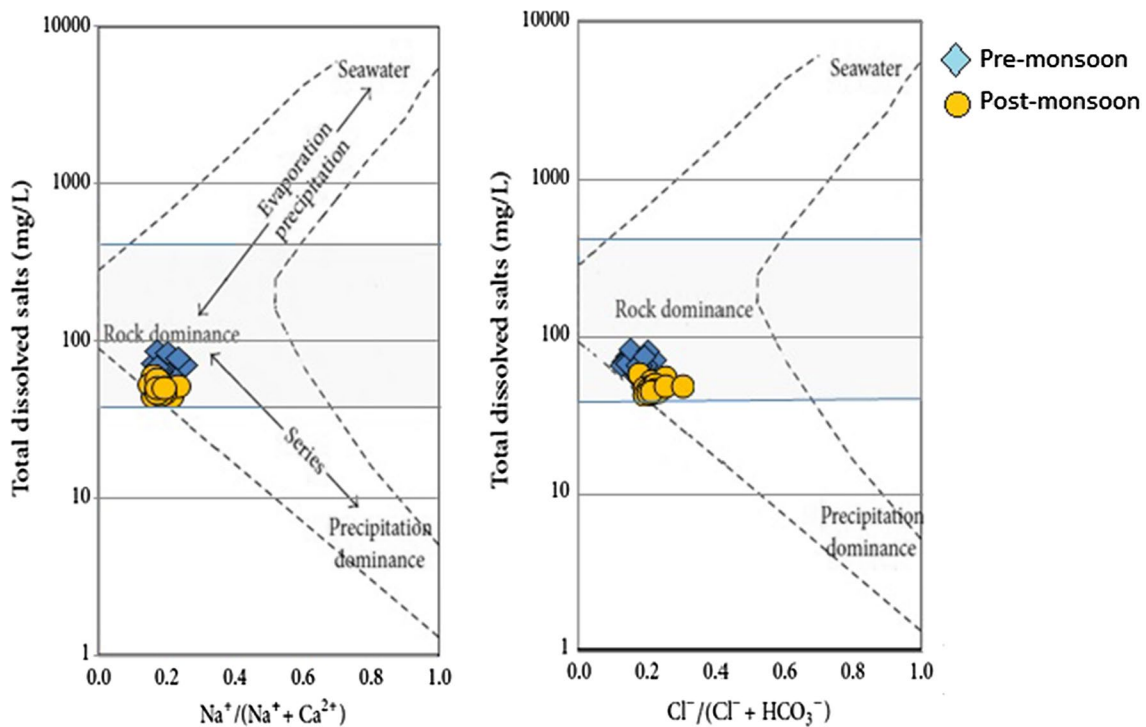 Total dissolved salts (mg/L)
10000
1000
100
10
1
Seawater
Evaporation
precipitation
Rock dominance
Series
Precipitation
dominance
0.0 0.2 0.4 0.6 0.8 1.0
Na⁺/(Na⁺ + Ca²⁺)
Total dissolved salts (mg/L)
10000
1000
100
10
1
Seawater
Rock dominance
Precipitation
dominance
0.0 0.2 0.4 0.6 0.8 1.0
Cl⁻/(Cl⁻ + HCO₃⁻)
Pre-monsoon
Post-monsoon